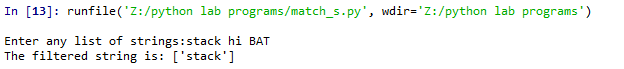 In [13]: runfile('Z:/python lab programs/match_s.py', wdir='Z:/python lab programs')
Enter any list of strings:stack hi BAT
The filtered string is: ['stack']